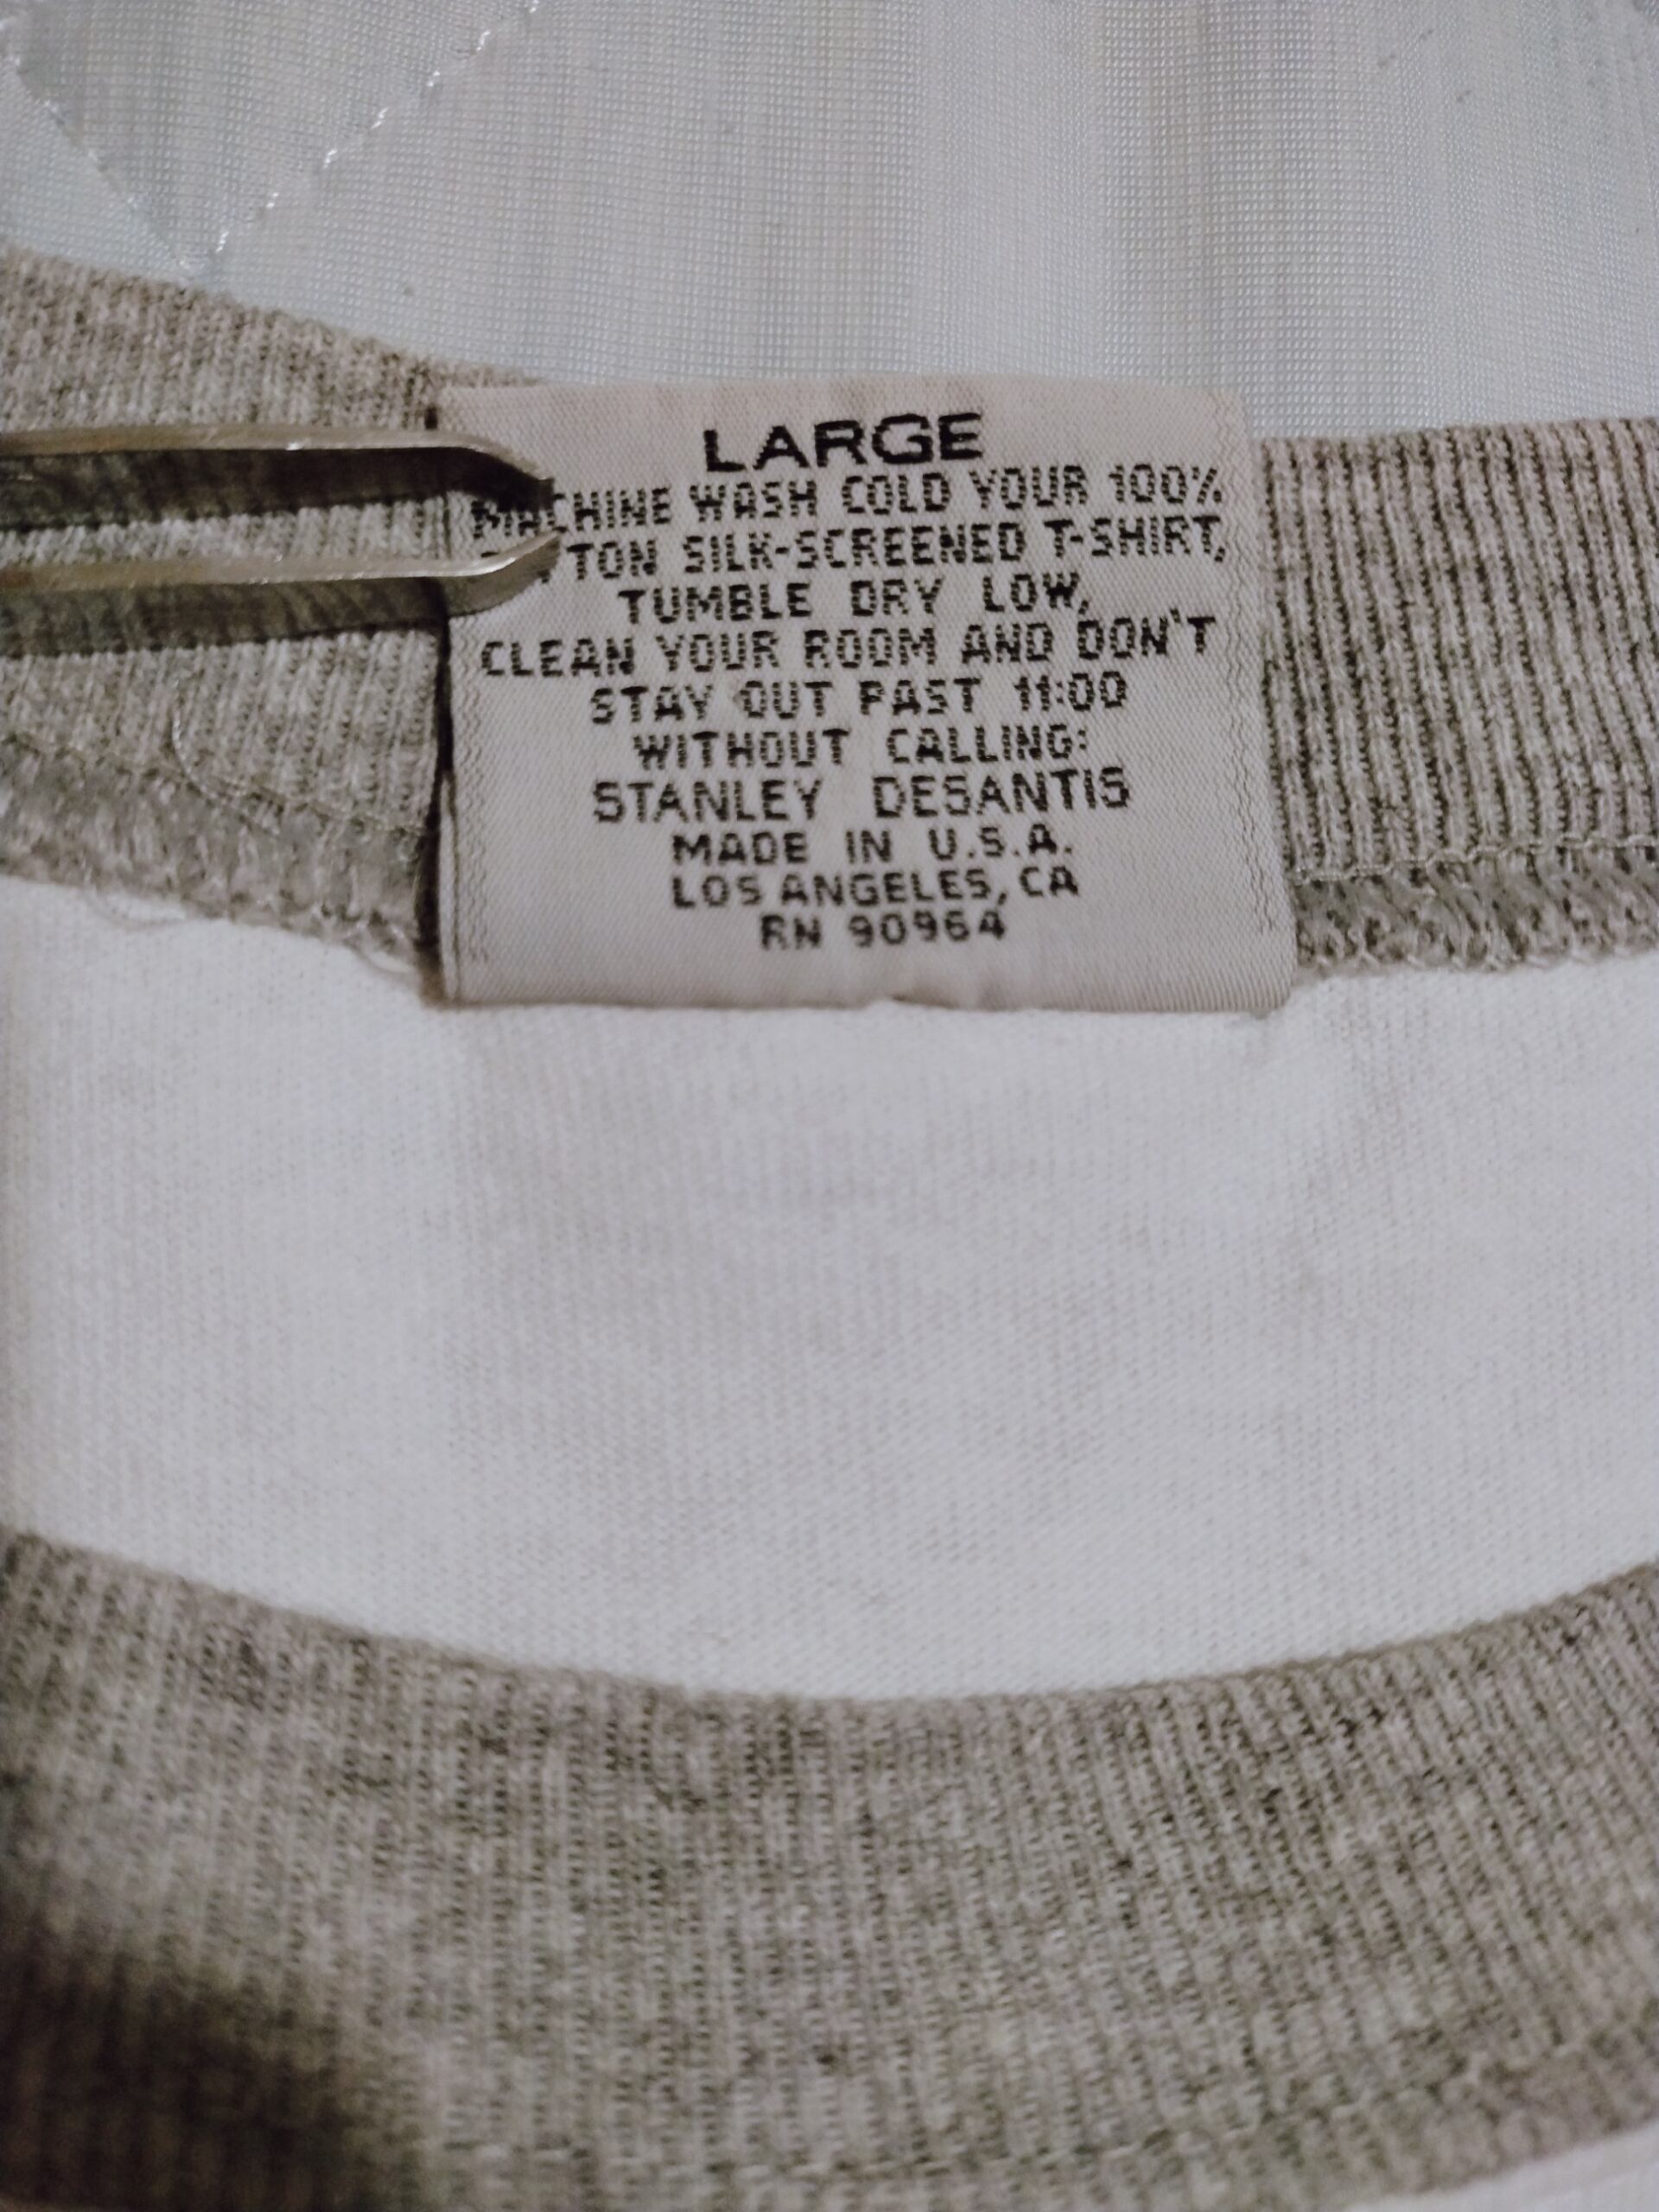 LARGE
MACHINE WASH COLD YOUR 100%
TTON SILK-SCREENED T-SHIRT,
TUMBLE DRY LOW,
CLEAN YOUR ROOM AND DON'T
STAY OUT PAST 11:00
WITHOUT CALLING:
STANLEY DESANTIS
MADE IN U.S.A.
LOS ANGELES, CA
RN 90964